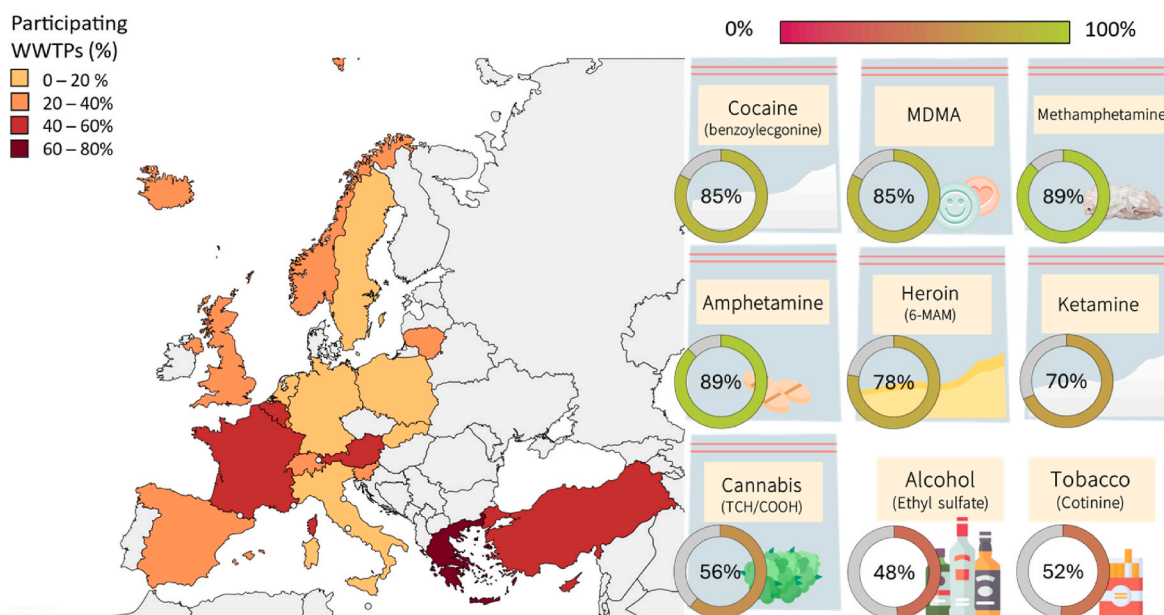 Participating
WWTPs (%)
0 – 20 %
20 – 40%
40 – 60%
60 – 80%
0%
100%
Cocaine
(benzoylecgonine)
85%
MDMA
85%
Methamphetamine
89%
Amphetamine
89%
Heroin
(6-MAM)
78%
Ketamine
70%
Cannabis
(TCH/COOH)
56%
Alcohol
(Ethyl sulfate)
48%
Tobacco
(Cotinine)
52%